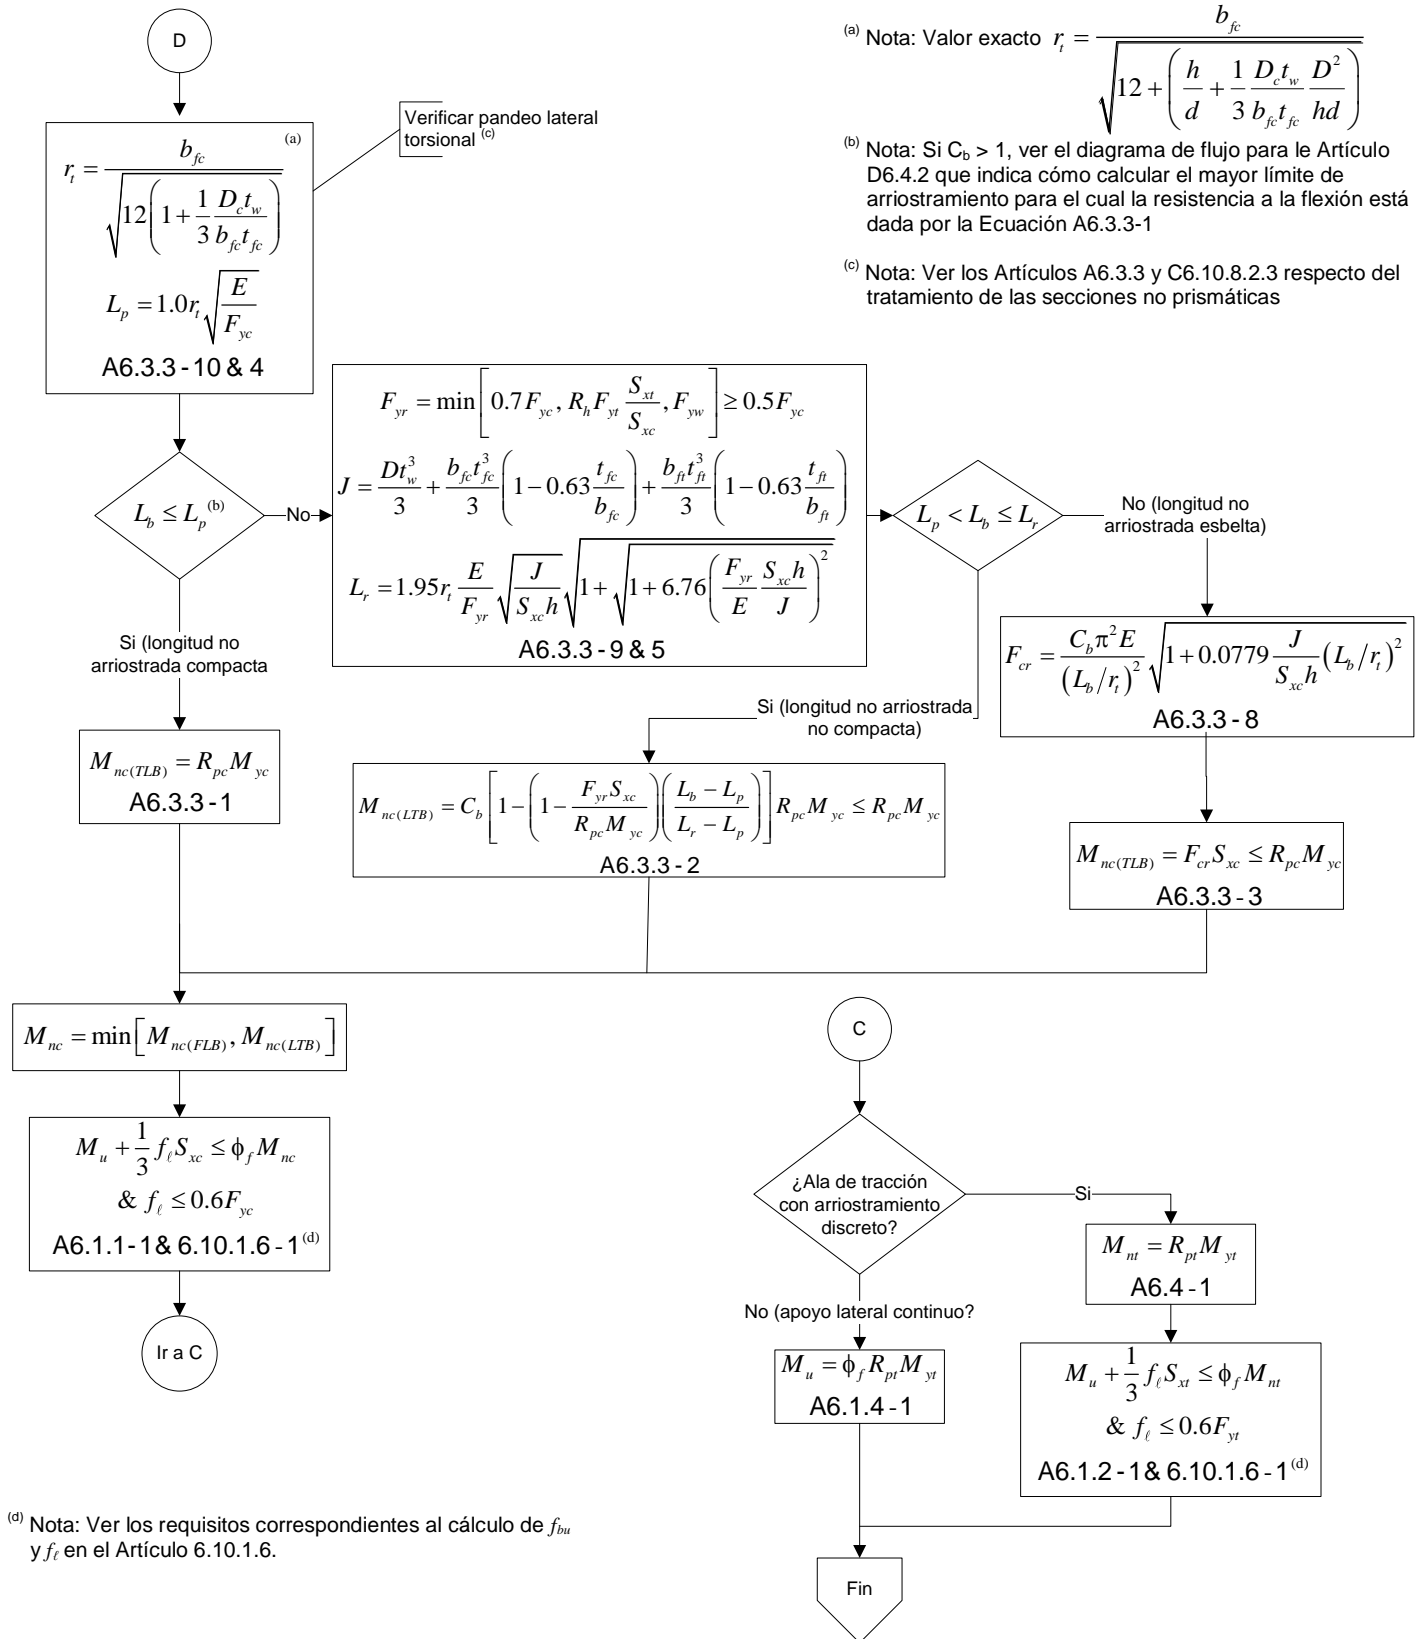 D
(a) Nota: Valor exacto r_t = b_fc / √(12 + (h/d + 1/3 D_c t_w / b_fc t_fc D² / hd))
(b) Nota: Si C_b > 1, ver el diagrama de flujo para le Artículo
D6.4.2 que indica cómo calcular el mayor límite de
arriostramiento para el cual la resistencia a la flexión está
dada por la Ecuación A6.3.3-1
(c) Nota: Ver los Artículos A6.3.3 y C6.10.8.2.3 respecto del
tratamiento de las secciones no prismáticas
Verificar pandeo lateral
torsional (c)
(a)
r_t = b_fc / √(12(1 + 1/3 D_c t_w / b_fc t_fc))
L_p = 1.0 r_t √(E / F_yc)
A6.3.3 - 10 & 4
L_b ≤ L_p (b)
No
F_yr = min[0.7F_yc, R_h F_yt S_xt / S_xc, F_yw] ≥ 0.5F_yc
J = Dt_w³ / 3 + b_fc t_fc³ / 3 (1 − 0.63 t_fc / b_fc) + b_ft t_ft³ / 3 (1 − 0.63 t_ft / b_ft)
L_r = 1.95 r_t E / F_yr √(J / S_xc h) √(1 + √(1 + 6.76 (F_yr / E S_xc h / J)²))
A6.3.3 - 9 & 5
L_p < L_b ≤ L_r
No (longitud no
arriostrada esbelta)
F_cr = C_b π² E / (L_b/r_t)² √(1 + 0.0779 J / S_xc h (L_b/r_t)²)
A6.3.3 - 8
Si (longitud no
arriostrada compacta
Si (longitud no arriostrada
no compacta)
M_nc(TLB) = R_pc M_yc
A6.3.3 - 1
M_nc(LTB) = C_b [1 − (1 − F_yr S_xc / R_pc M_yc)(L_b − L_p / L_r − L_p)] R_pc M_yc ≤ R_pc M_yc
A6.3.3 - 2
M_nc(TLB) = F_cr S_xc ≤ R_pc M_yc
A6.3.3 - 3
M_nc = min[M_nc(FLB), M_nc(LTB)]
M_u + 1/3 f_ℓ S_xc ≤ ϕ_f M_nc
& f_ℓ ≤ 0.6F_yc
A6.1.1 - 1 & 6.10.1.6 - 1 (d)
Ir a C
C
¿Ala de tracción
con arriostramiento
discreto?
Si
M_nt = R_pt M_yt
A6.4 - 1
No (apoyo lateral continuo?
M_u = ϕ_f R_pt M_yt
A6.1.4 - 1
M_u + 1/3 f_ℓ S_xt ≤ ϕ_f M_nt
& f_ℓ ≤ 0.6F_yt
A6.1.2 - 1 & 6.10.1.6 - 1 (d)
Fin
(d) Nota: Ver los requisitos correspondientes al cálculo de f_bu
y f_ℓ en el Artículo 6.10.1.6.